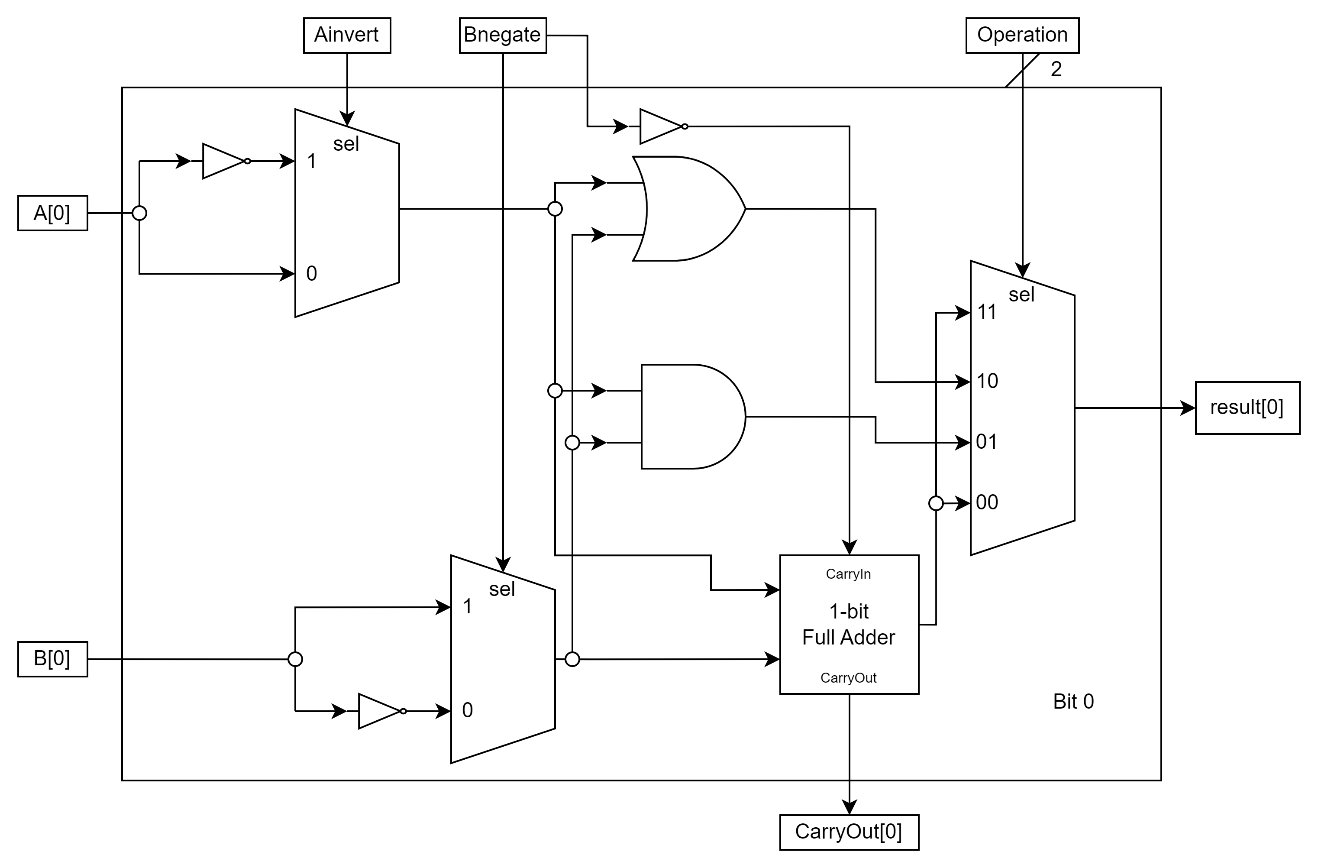 Ainvert
Bnegate
Operation
2
sel
1
A[0]
0
sel
11
10
result[0]
01
00
CarryIn
sel
1
1-bit
Full Adder
B[0]
CarryOut
0
Bit 0
CarryOut[0]